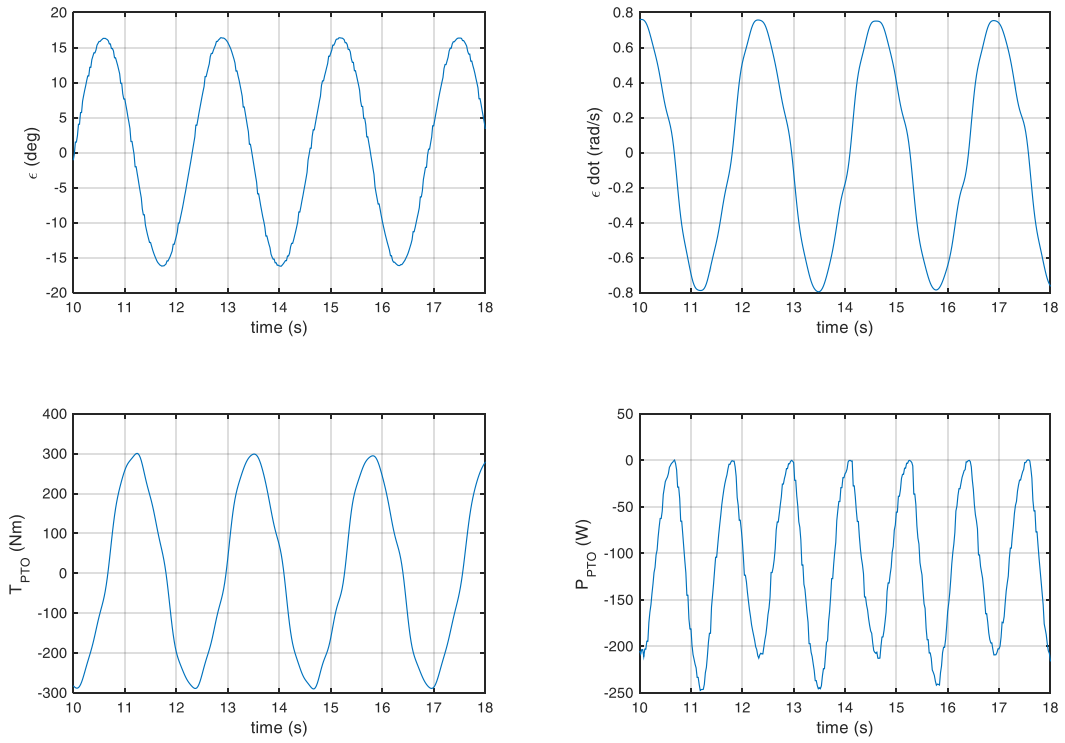 20
15
10
5
0
-5
-10
-15
-20
ϵ (deg)
10 11 12 13 14 15 16 17 18
time (s)
0.8
0.6
0.4
0.2
0
-0.2
-0.4
-0.6
-0.8
ϵ dot (rad/s)
10 11 12 13 14 15 16 17 18
time (s)
400
300
200
100
0
-100
-200
-300
T_PTO (Nm)
10 11 12 13 14 15 16 17 18
time (s)
50
0
-50
-100
-150
-200
-250
P_PTO (W)
10 11 12 13 14 15 16 17 18
time (s)